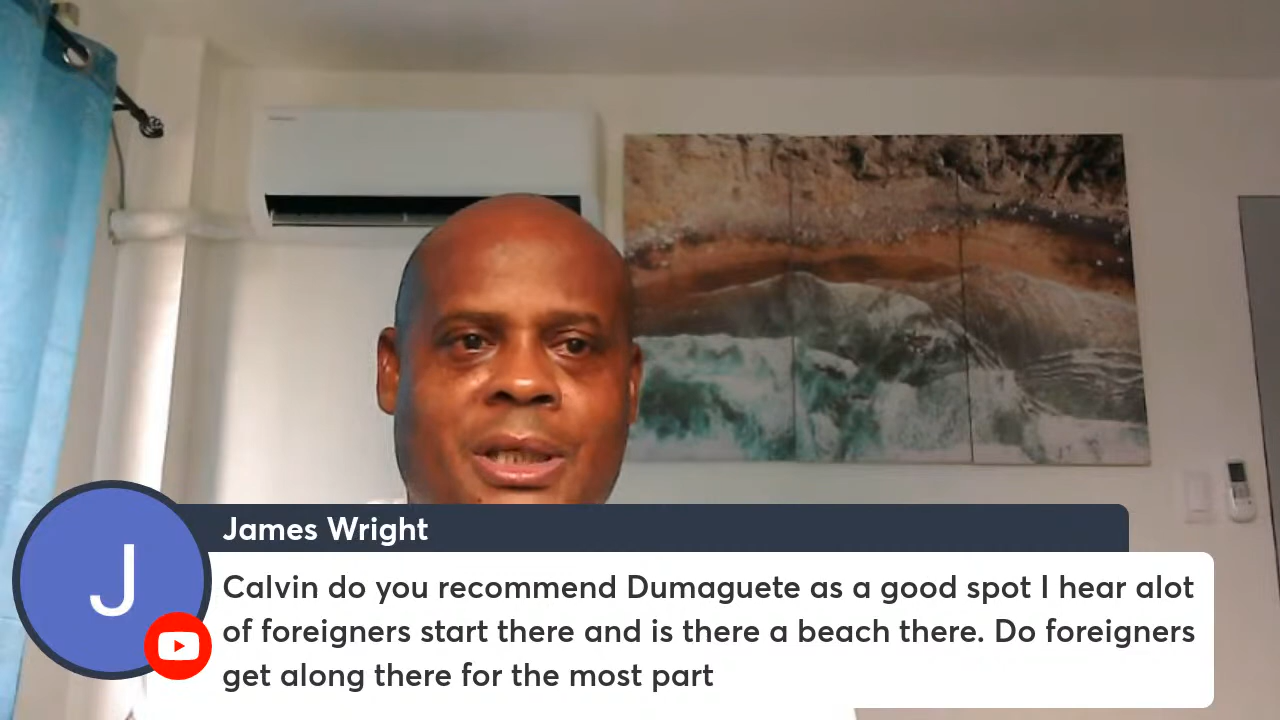 James Wright
J
Calvin do you recommend Dumaguete as a good spot I hear alot
of foreigners start there and is there a beach there. Do foreigners
get along there for the most part